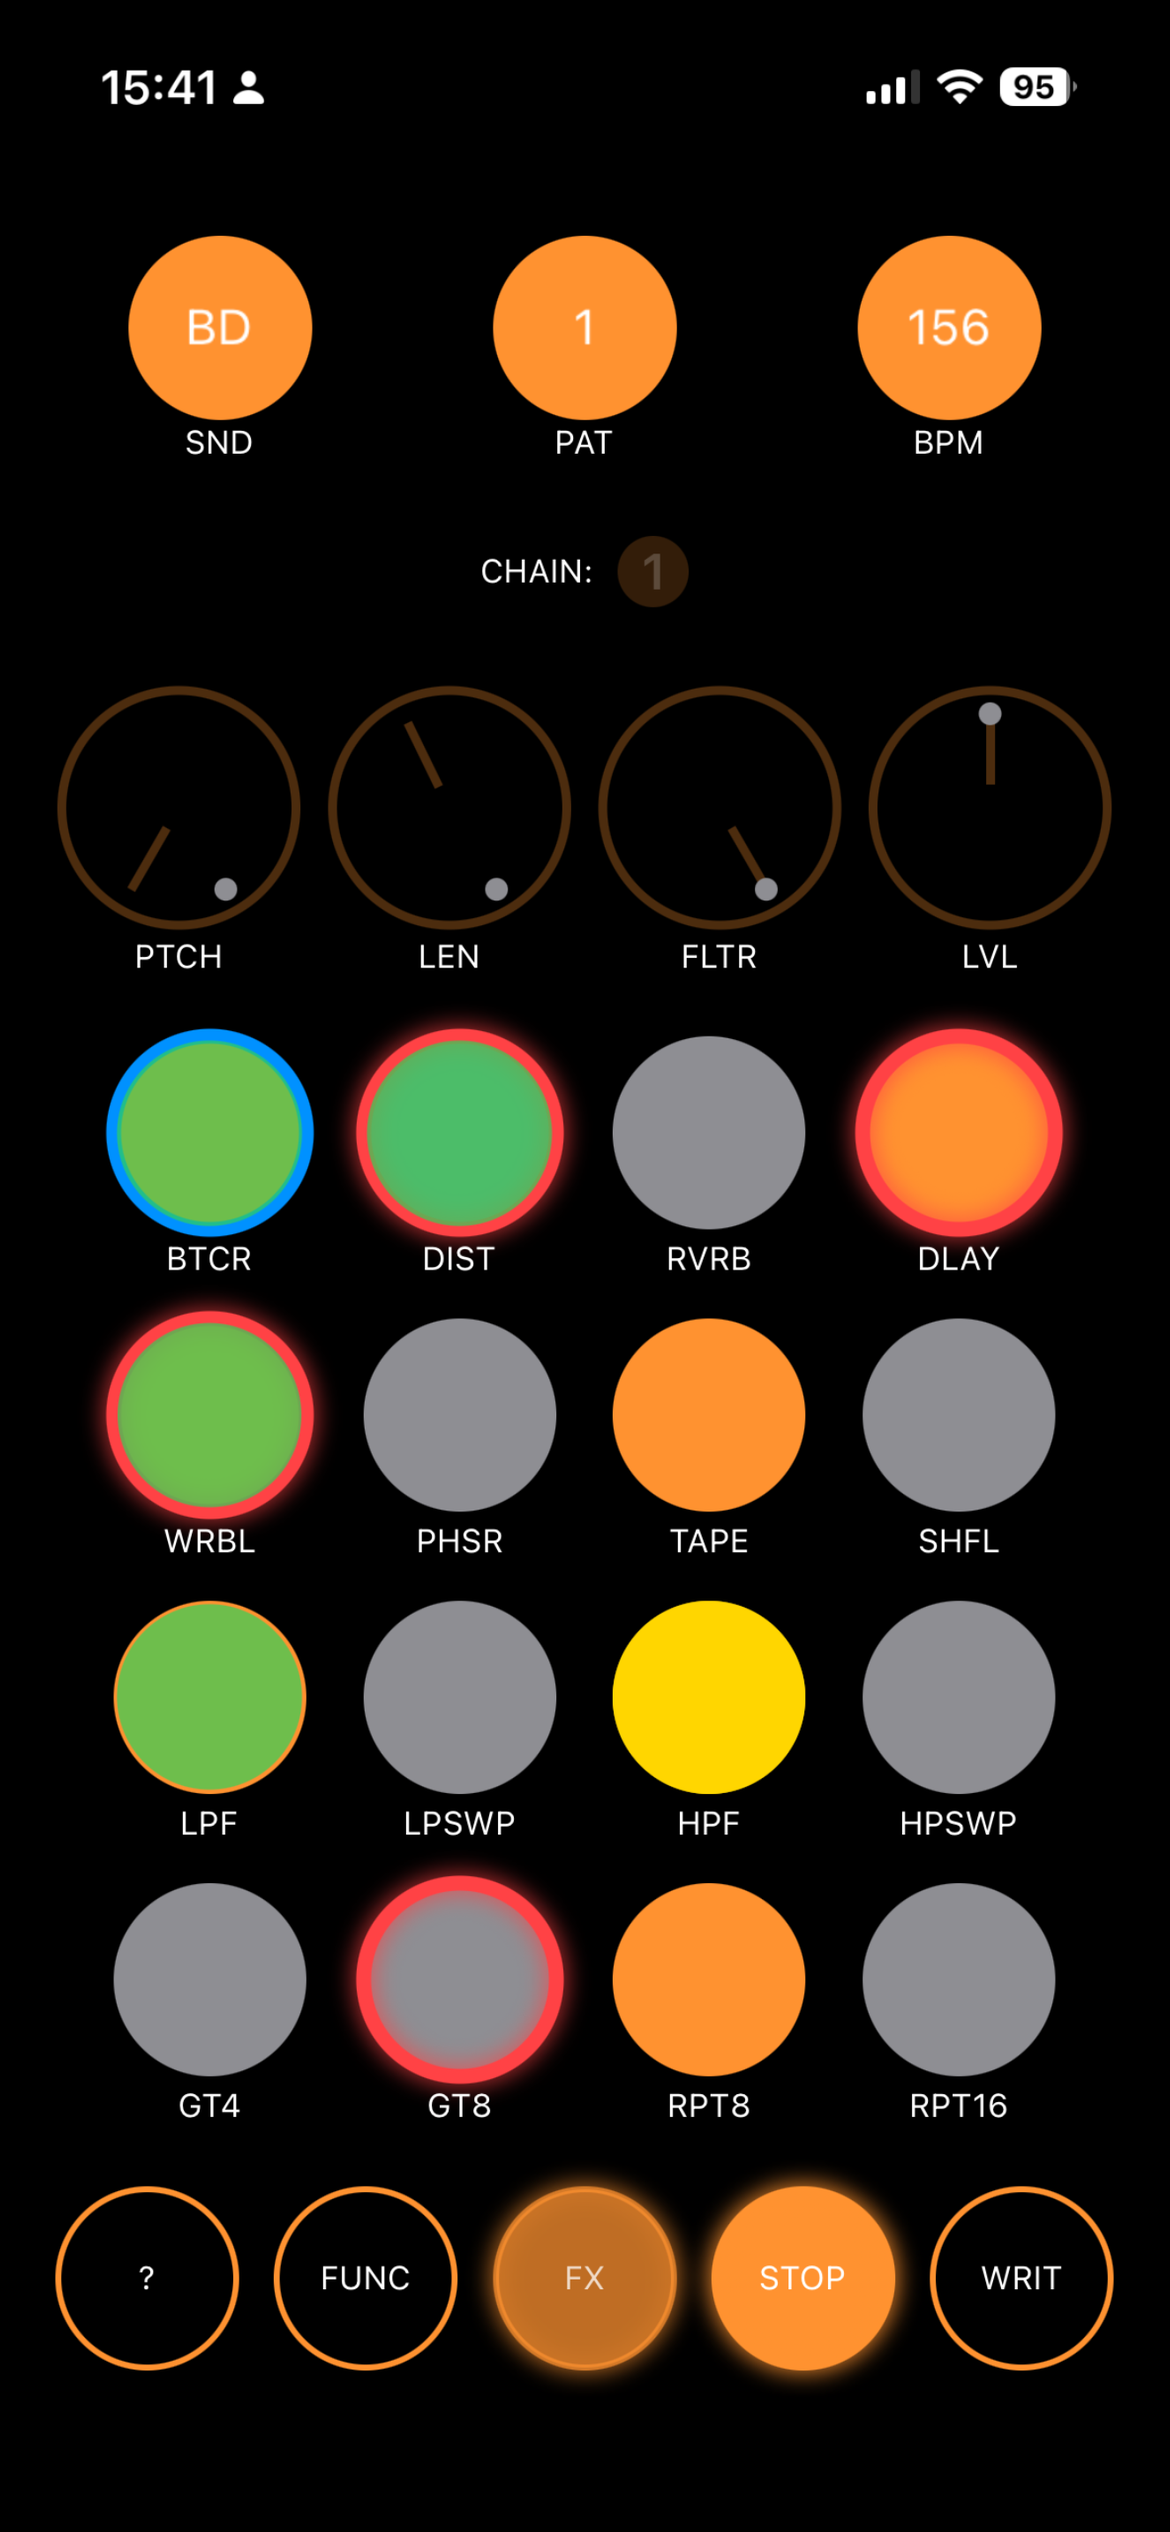 15:41 95
BD 1 156
SND PAT BPM
CHAIN: 1
PTCH LEN FLTR LVL
BTCR DIST RVRB DLAY
WRBL PHSR TAPE SHFL
LPF LPSWP HPF HPSWP
GT4 GT8 RPT8 RPT16
? FUNC FX STOP WRIT